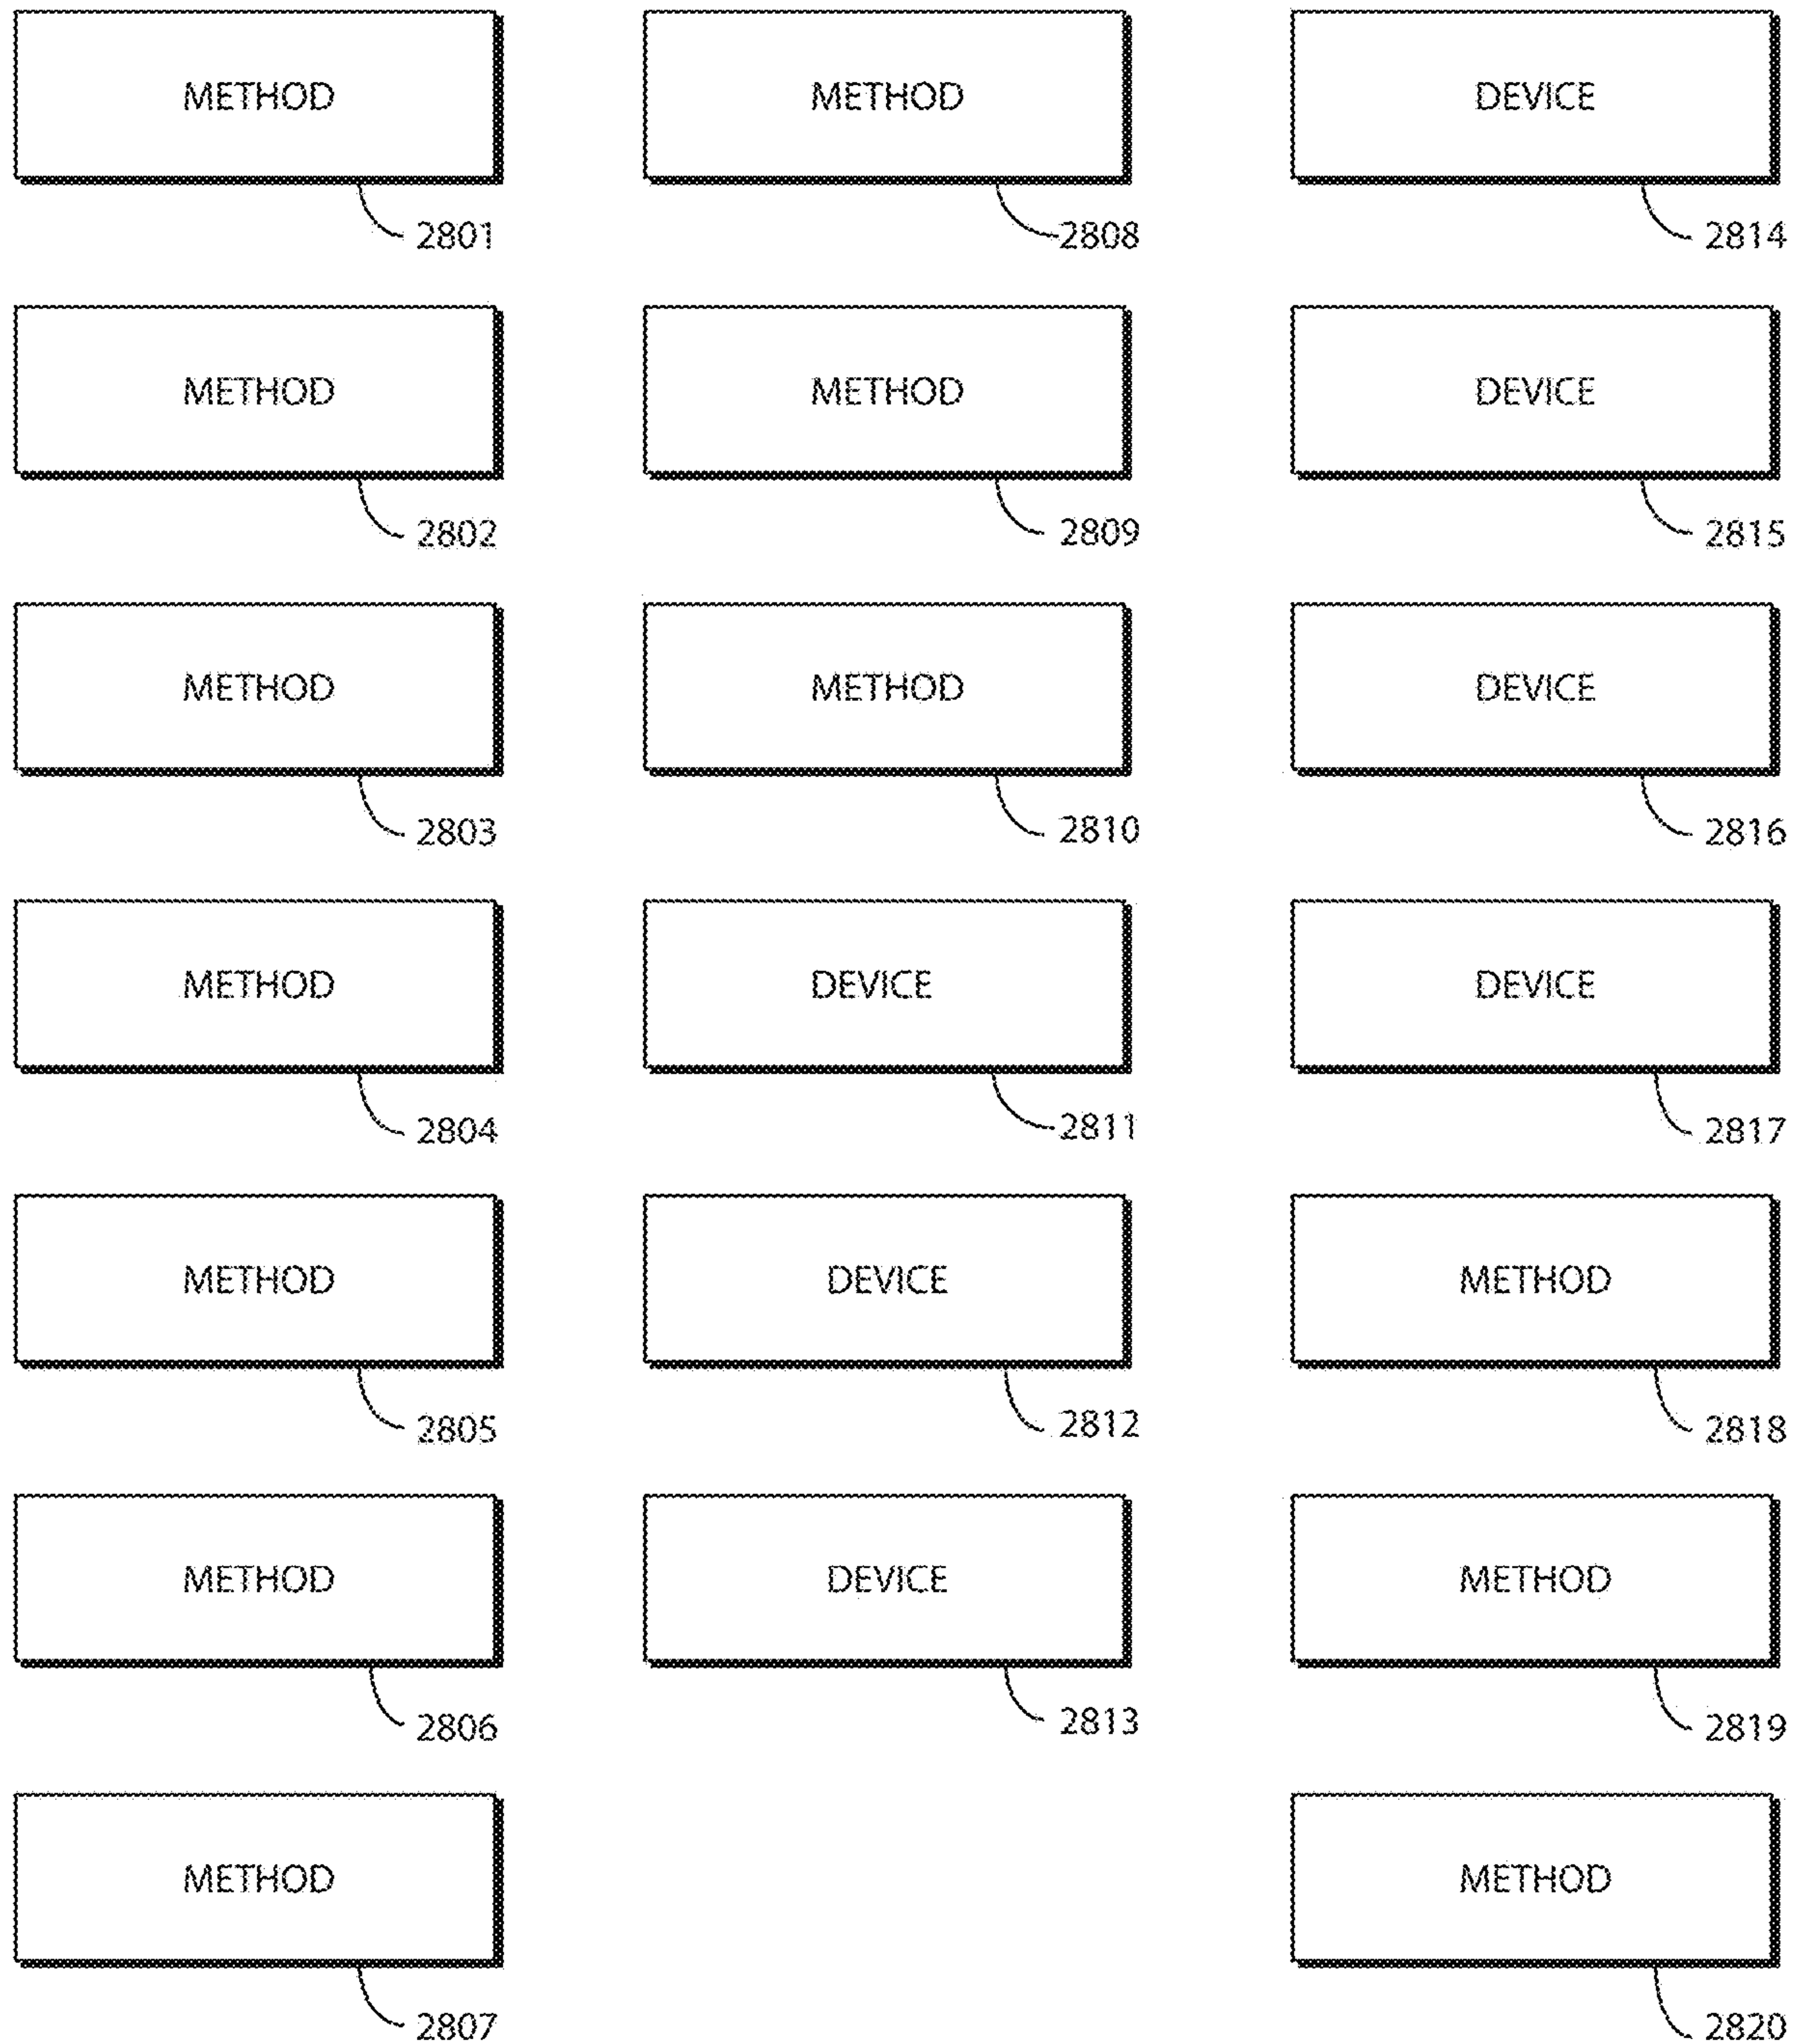 METHOD
2801
METHOD
2802
METHOD
2803
METHOD
2804
METHOD
2805
METHOD
2806
METHOD
2807
METHOD
2808
METHOD
2809
METHOD
2810
DEVICE
2811
DEVICE
2812
DEVICE
2813
DEVICE
2814
DEVICE
2815
DEVICE
2816
DEVICE
2817
METHOD
2818
METHOD
2819
METHOD
2820